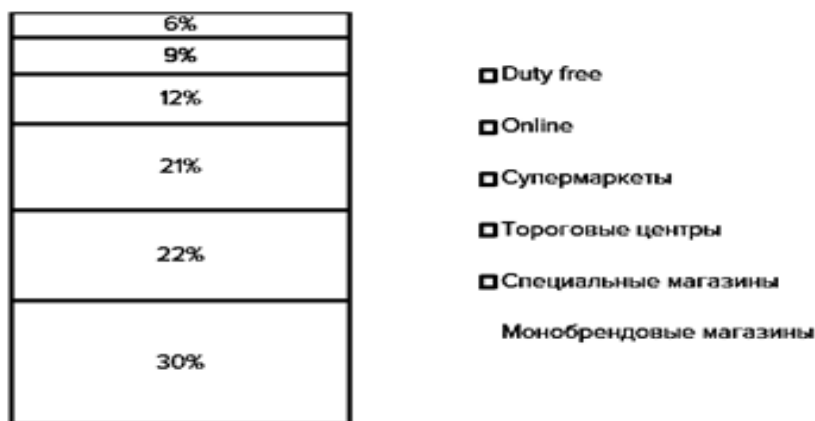 6%
9%
12%
21%
22%
30%
Duty free
Online
Супермаркеты
Тороговые центры
Специальные магазины
Монобрендовые магазины